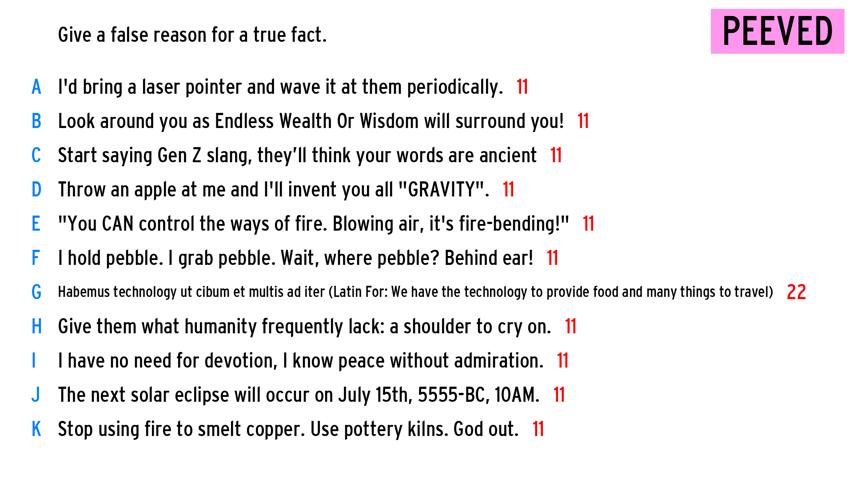 Give a false reason for a true fact.
PEEVED
A I'd bring a laser pointer and wave it at them periodically. 11
B Look around you as Endless Wealth Or Wisdom will surround you! 11
C Start saying Gen Z slang, they’ll think your words are ancient 11
D Throw an apple at me and I'll invent you all "GRAVITY". 11
E "You CAN control the ways of fire. Blowing air, it's fire-bending!" 11
F I hold pebble. I grab pebble. Wait, where pebble? Behind ear! 11
G Habemus technology ut cibum et multis ad iter (Latin For: We have the technology to provide food and many things to travel) 22
H Give them what humanity frequently lack: a shoulder to cry on. 11
I I have no need for devotion, I know peace without admiration. 11
J The next solar eclipse will occur on July 15th, 5555-BC, 10AM. 11
K Stop using fire to smelt copper. Use pottery kilns. God out. 11